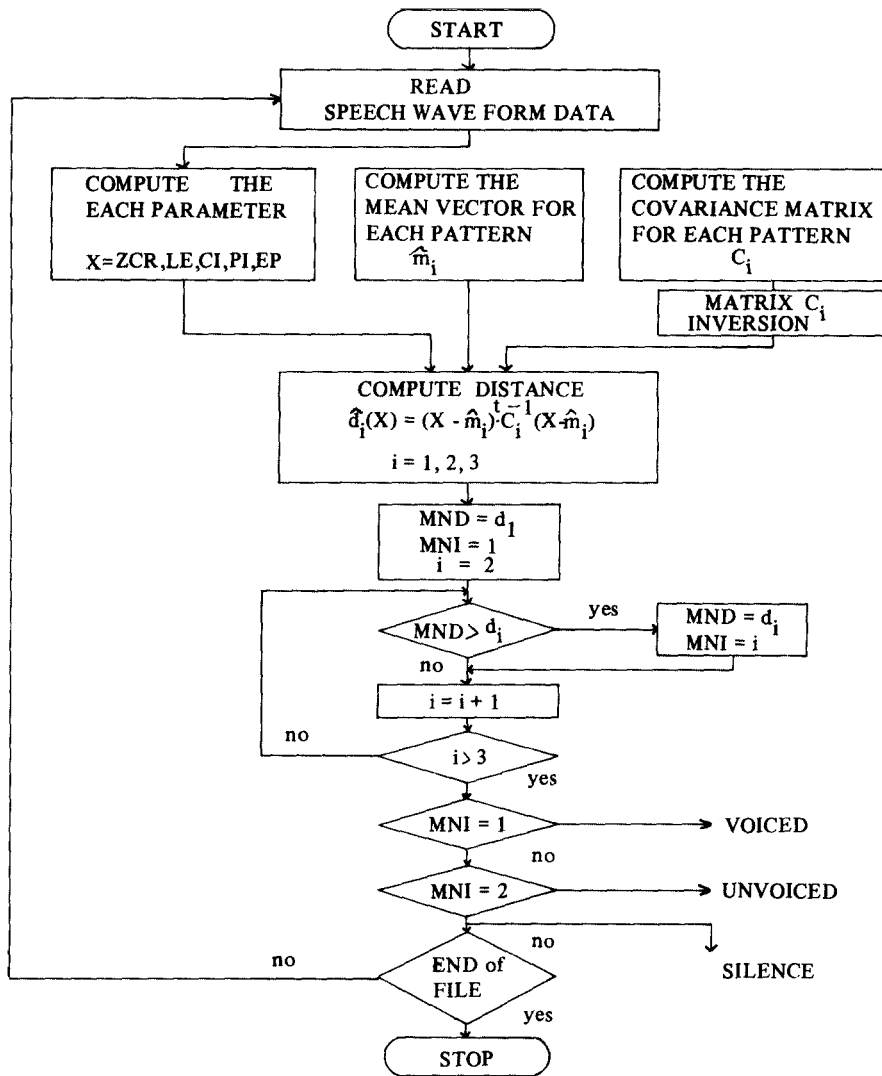 START
READ
SPEECH WAVE FORM DATA
COMPUTE THE
EACH PARAMETER
X=ZCR,LE,CI,PI,EP
COMPUTE THE
MEAN VECTOR FOR
EACH PATTERN
m̂i
COMPUTE THE
COVARIANCE MATRIX
FOR EACH PATTERN
Ci
MATRIX Ci
INVERSION
COMPUTE DISTANCE
d̂i(X) = (X - m̂i)^t·Ci^-1 (X-m̂i)
i = 1, 2, 3
MND = d1
MNI = 1
i = 2
MND > di
yes
MND = di
MNI = i
no
i = i + 1
no
i > 3
yes
MNI = 1
VOICED
no
MNI = 2
UNVOICED
no
SILENCE
no
END of
FILE
yes
STOP